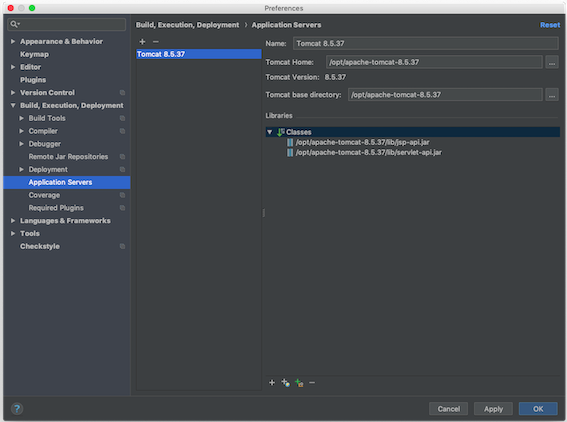 Preferences
Build, Execution, Deployment › Application Servers
Reset
Appearance & Behavior
Keymap
Editor
Plugins
Version Control
Build, Execution, Deployment
Build Tools
Compiler
Debugger
Remote Jar Repositories
Deployment
Application Servers
Coverage
Required Plugins
Languages & Frameworks
Tools
Checkstyle
Tomcat 8.5.37
Name: Tomcat 8.5.37
Tomcat Home: /opt/apache-tomcat-8.5.37 ...
Tomcat Version: 8.5.37
Tomcat base directory: /opt/apache-tomcat-8.5.37 ...
Libraries
Classes
/opt/apache-tomcat-8.5.37/lib/jsp-api.jar
/opt/apache-tomcat-8.5.37/lib/servlet-api.jar
? Cancel Apply OK